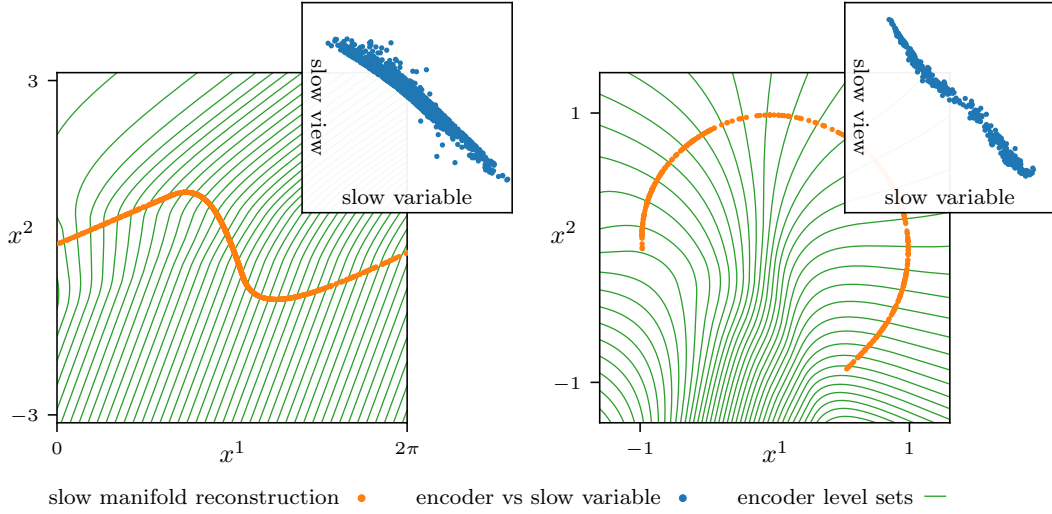 slow view
slow variable
3
x²
−3
0
x¹
2π
slow view
slow variable
1
x²
−1
−1
x¹
1
slow manifold reconstruction
encoder vs slow variable
encoder level sets